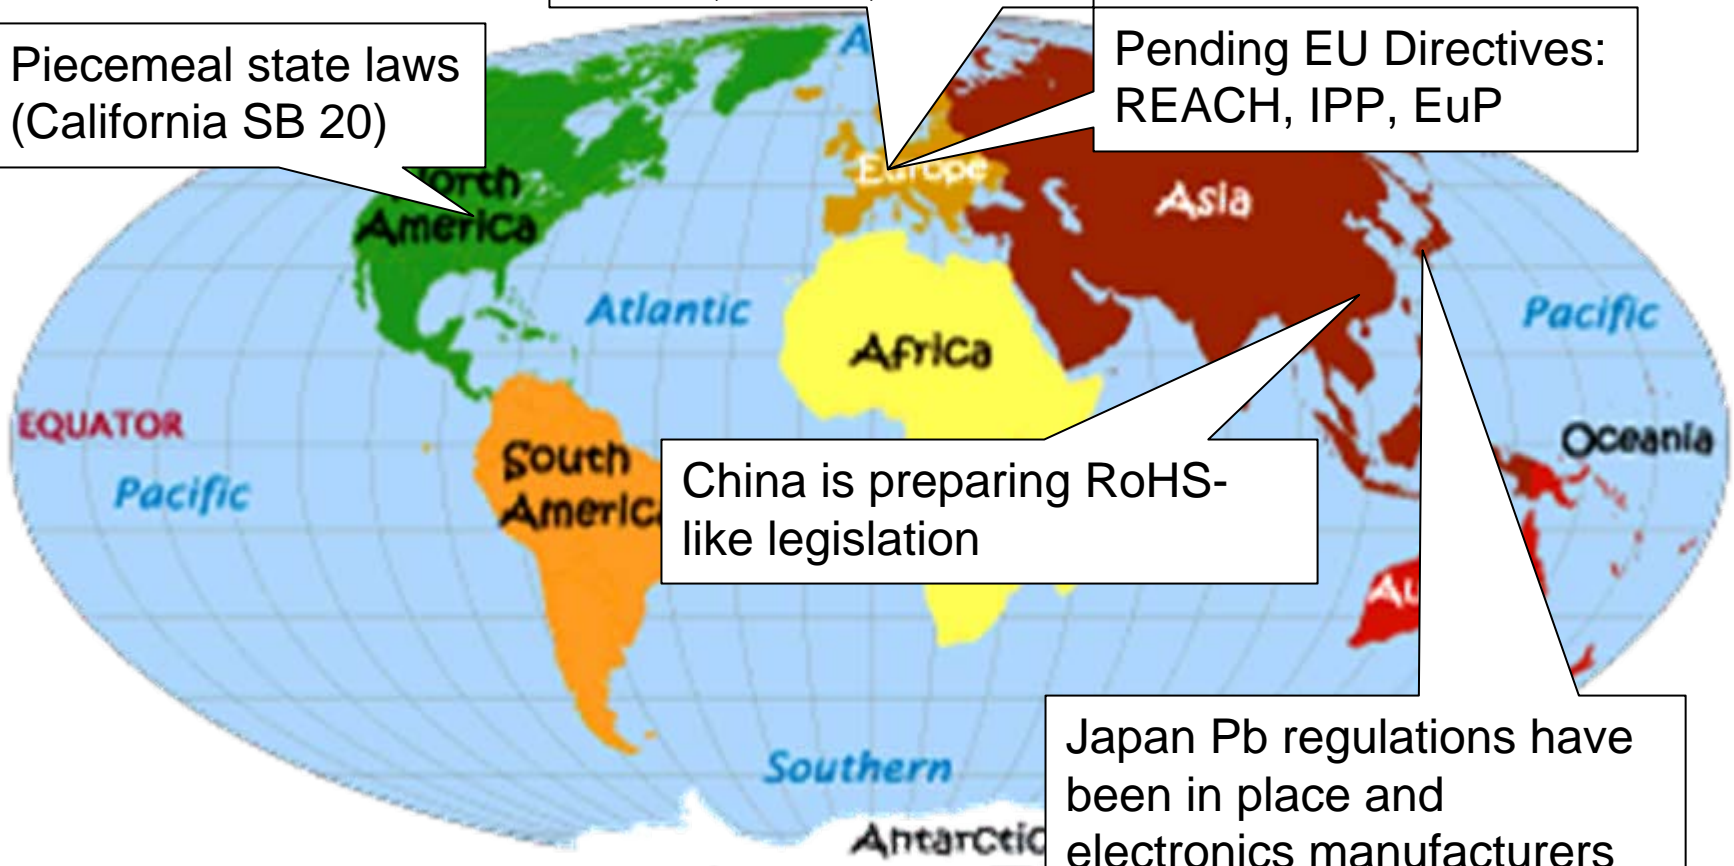 Piecemeal state laws
(California SB 20)
Pending EU Directives:
REACH, IPP, EuP
North
America
Europe
Asia
Atlantic
Pacific
Africa
EQUATOR
Pacific
South
America
Oceania
China is preparing RoHS-
like legislation
Au
Southern
Japan Pb regulations have
been in place and
electronics manufacturers
Antarctic